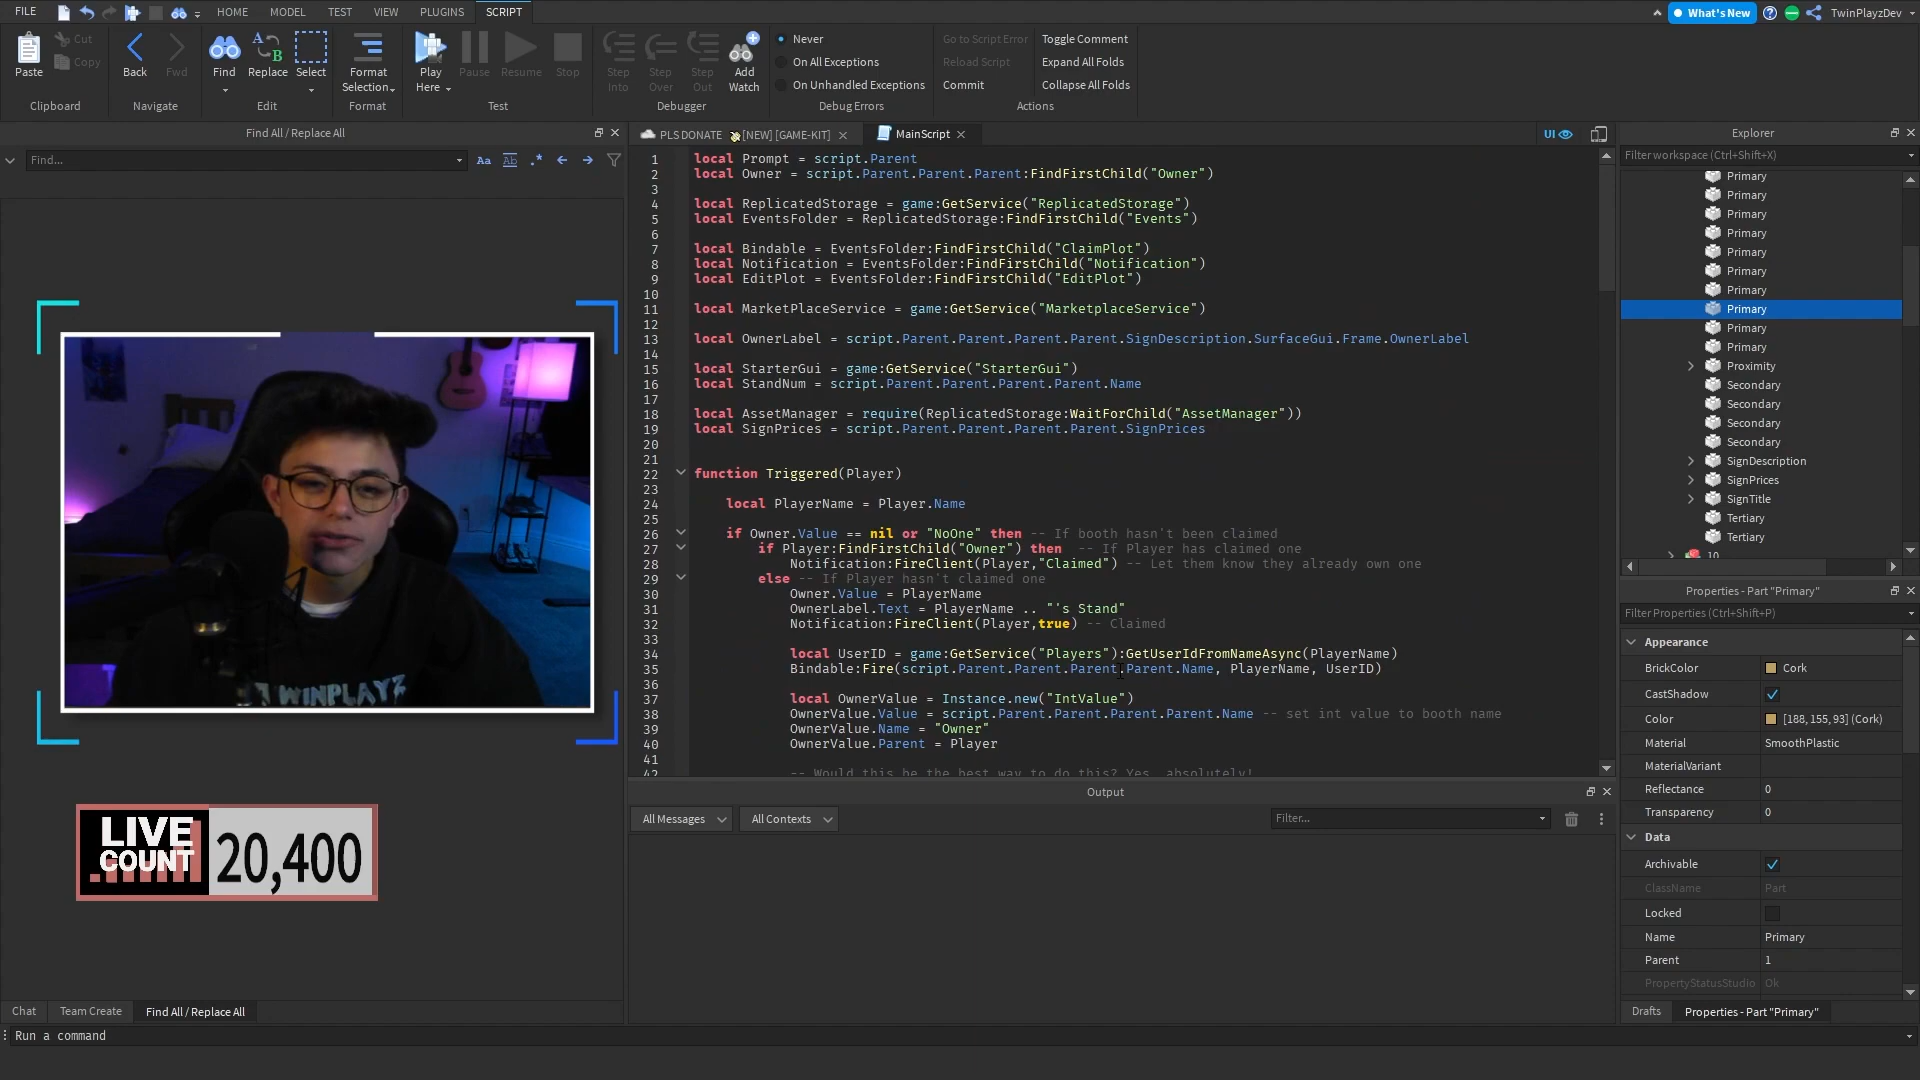 FILE HOME MODEL TEST VIEW PLUGINS SCRIPT What's New TwinPlayzDev
Paste Cut Copy Back Fwd Find Replace Select Format Selection Play Here Pause Resume Stop Step Into Step Over Step Out Add Watch
Never On All Exceptions On Unhandled Exceptions
Go to Script Error Reload Script Commit
Toggle Comment Expand All Folds Collapse All Folds
Clipboard Navigate Edit Format Test Debugger Debug Errors Actions
Find All / Replace All
Find... Aa Ab .*
PLS DONATE [NEW] [GAME-KIT] MainScript UI
1 local Prompt = script.Parent
2 local Owner = script.Parent.Parent.Parent:FindFirstChild("Owner")
3
4 local ReplicatedStorage = game:GetService("ReplicatedStorage")
5 local EventsFolder = ReplicatedStorage:FindFirstChild("Events")
6
7 local Bindable = EventsFolder:FindFirstChild("ClaimPlot")
8 local Notification = EventsFolder:FindFirstChild("Notification")
9 local EditPlot = EventsFolder:FindFirstChild("EditPlot")
10
11 local MarketPlaceService = game:GetService("MarketplaceService")
12
13 local OwnerLabel = script.Parent.Parent.Parent.SignDescription.SurfaceGui.Frame.OwnerLabel
14
15 local StarterGui = game:GetService("StarterGui")
16 local StandNum = script.Parent.Parent.Parent.Parent.Name
17
18 local AssetManager = require(ReplicatedStorage:WaitForChild("AssetManager"))
19 local SignPrices = script.Parent.Parent.Parent.SignPrices
20
21
22 function Triggered(Player)
23
24 local PlayerName = Player.Name
25
26 if Owner.Value == nil or "NoOne" then -- If booth hasn't been claimed
27 if Player:FindFirstChild("Owner") then -- If Player has claimed one
28 Notification:FireClient(Player,"Claimed") -- Let them know they already own one
29 else -- If Player hasn't claimed one
30 Owner.Value = PlayerName
31 OwnerLabel.Text = PlayerName .. "'s Stand"
32 Notification:FireClient(Player,true) -- Claimed
33
34 local UserID = game:GetService("Players"):GetUserIdFromNameAsync(PlayerName)
35 Bindable:Fire(script.Parent.Parent.Parent.Parent.Name, PlayerName, UserID)
36
37 local OwnerValue = Instance.new("IntValue")
38 OwnerValue.Value = script.Parent.Parent.Parent.Parent.Name -- set int value to booth name
39 OwnerValue.Name = "Owner"
40 OwnerValue.Parent = Player
41
42 -- Would this be the best way to do this? Yes, absolutely!
WINPLAYZ
LIVE COUNT 20,400
Output
All Messages All Contexts Filter...
Explorer
Filter workspace (Ctrl+Shift+X)
Primary
Primary
Primary
Primary
Primary
Primary
Primary
Primary
Primary
Primary
Proximity
Secondary
Secondary
Secondary
Secondary
SignDescription
SignPrices
SignTitle
Tertiary
Tertiary
10
Properties - Part "Primary"
Filter Properties (Ctrl+Shift+P)
Appearance
BrickColor Cork
CastShadow
Color [188, 155, 93] (Cork)
Material SmoothPlastic
MaterialVariant
Reflectance 0
Transparency 0
Data
Archivable
ClassName Part
Locked
Name Primary
Parent 1
PropertyStatusStudio Ok
Drafts Properties - Part "Primary"
Chat Team Create Find All / Replace All
Run a command